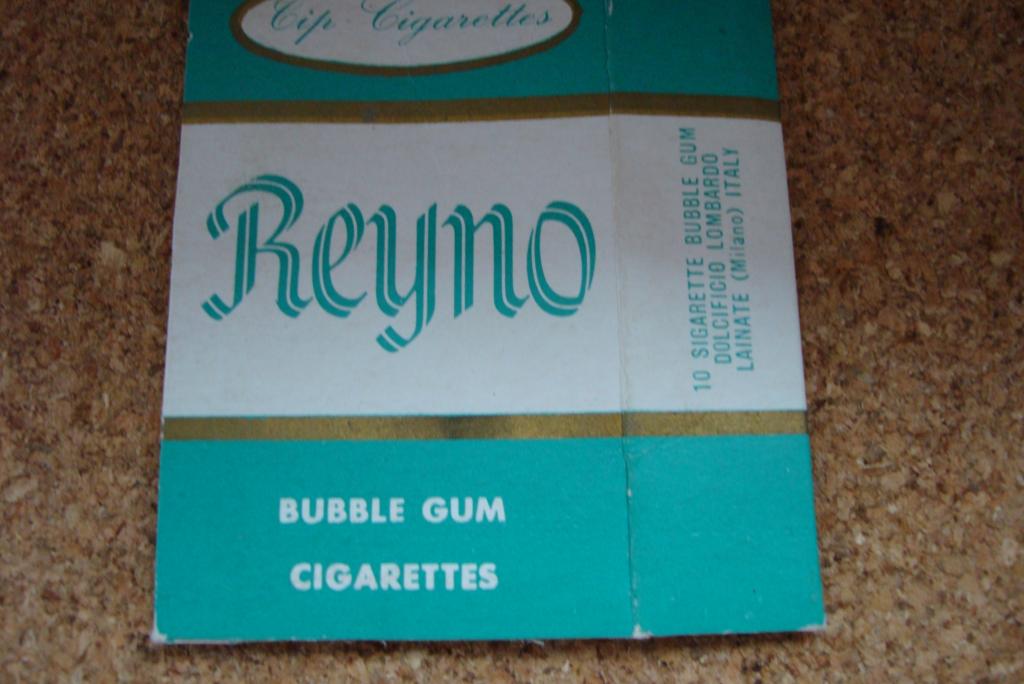 Cip Cigarettes
Reyno
BUBBLE GUM
CIGARETTES
10 SIGARETTE BUBBLE GUM
DOLCIFICIO LOMBARDO
LAINATE (Milano) ITALY